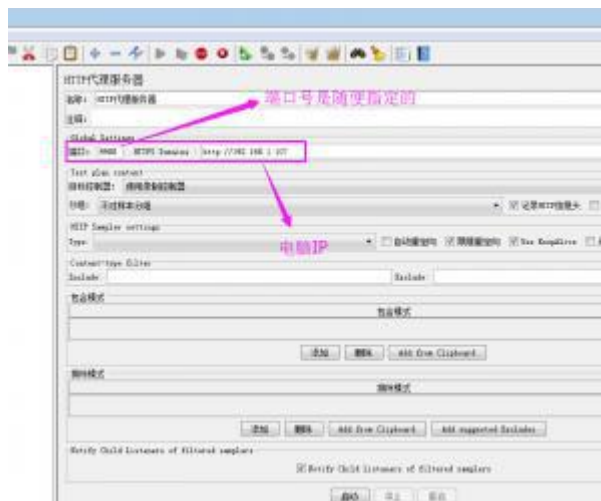 HTTP代理服务器
名称: HTTP代理服务器
端口号是随便指定的
注释:
Global Settings
端口: HTTPS Domains : http://192.168.1.107
Test plan content
目标控制器: 使用录制控制器
分组: 不对样本分组 记录HTTP信息头
HTTP Sampler settings
电脑IP
Type: 自动重定向 跟随重定向 Use KeepAlive
Content-type filter
Include: Exclude:
包含模式
包含模式
添加 删除 Add from Clipboard
排除模式
排除模式
添加 删除 Add from Clipboard Add suggested Excludes
Notify Child Listeners of filtered samplers
Notify Child Listeners of filtered samplers
启动 停止